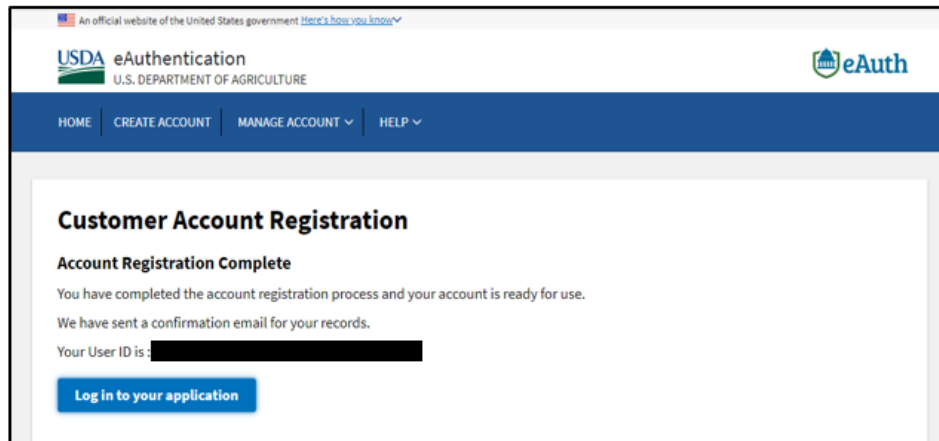 An official website of the United States government Here's how you know
USDA eAuthentication
U.S. DEPARTMENT OF AGRICULTURE
eAuth
HOME CREATE ACCOUNT MANAGE ACCOUNT HELP
Customer Account Registration
Account Registration Complete
You have completed the account registration process and your account is ready for use.
We have sent a confirmation email for your records.
Your User ID is :
Log in to your application